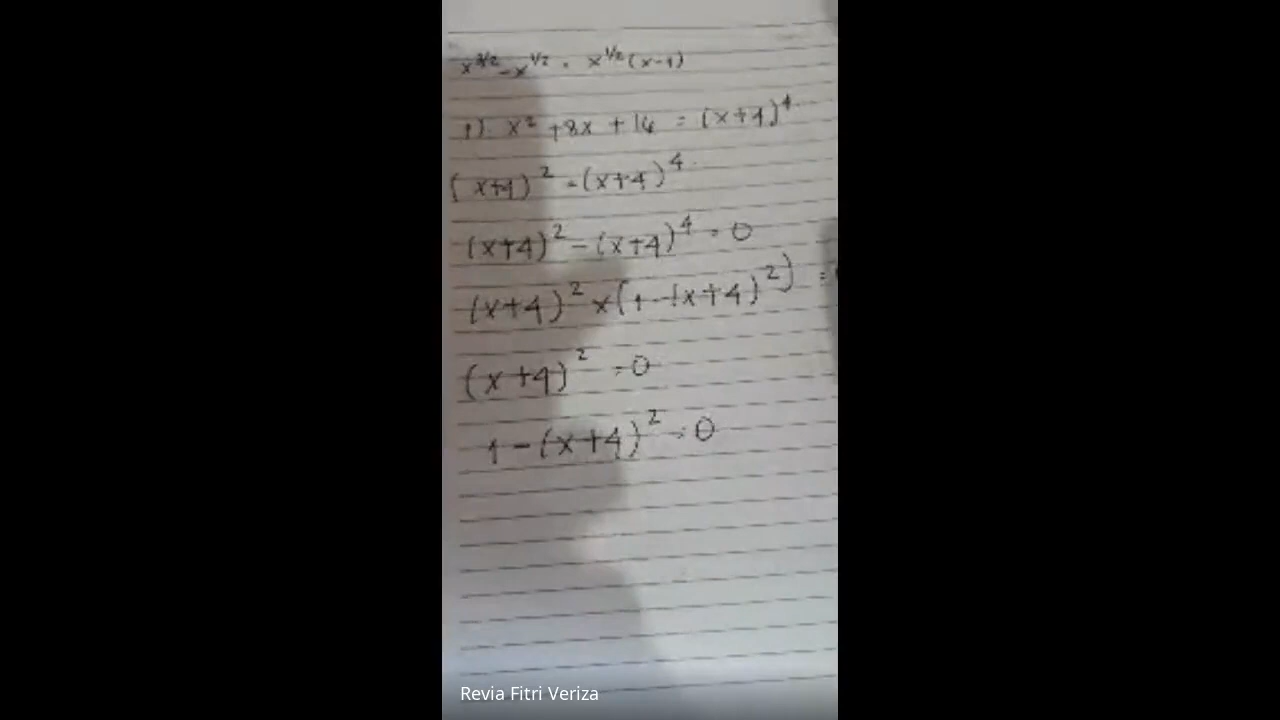 x^{3/2} - x^{1/2} = x^{1/2} (x-1)
1). x² + 8x + 16 = (x+4)⁴
(x+4)² = (x+4)⁴
(x+4)² - (x+4)⁴ = 0
(x+4)² x (1 - (x+4)²) =
(x+4)² = 0
1 - (x+4)² = 0
Revia Fitri Veriza